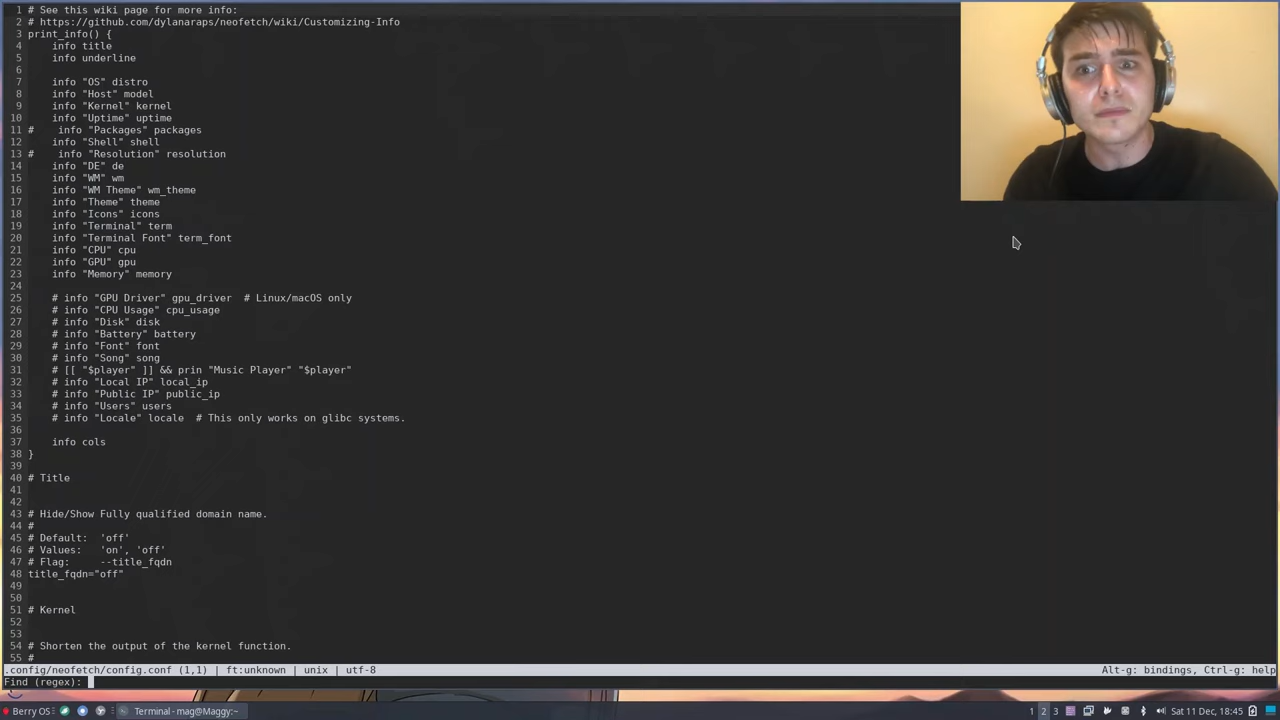 1 # See this wiki page for more info:
2 # https://github.com/dylanaraps/neofetch/wiki/Customizing-Info
3 print_info() {
4     info title
5     info underline
6
7     info "OS" distro
8     info "Host" model
9     info "Kernel" kernel
10     info "Uptime" uptime
11 #    info "Packages" packages
12     info "Shell" shell
13 #    info "Resolution" resolution
14     info "DE" de
15     info "WM" wm
16     info "WM Theme" wm_theme
17     info "Theme" theme
18     info "Icons" icons
19     info "Terminal" term
20     info "Terminal Font" term_font
21     info "CPU" cpu
22     info "GPU" gpu
23     info "Memory" memory
24
25     # info "GPU Driver" gpu_driver  # Linux/macOS only
26     # info "CPU Usage" cpu_usage
27     # info "Disk" disk
28     # info "Battery" battery
29     # info "Font" font
30     # info "Song" song
31     # [[ "$player" ]] && prin "Music Player" "$player"
32     # info "Local IP" local_ip
33     # info "Public IP" public_ip
34     # info "Users" users
35     # info "Locale" locale  # This only works on glibc systems.
36
37     info cols
38 }
39
40 # Title
41
42
43 # Hide/Show Fully qualified domain name.
44 #
45 # Default:  'off'
46 # Values:   'on', 'off'
47 # Flag:     --title_fqdn
48 title_fqdn="off"
49
50
51 # Kernel
52
53
54 # Shorten the output of the kernel function.
55 #
.config/neofetch/config.conf (1,1) | ft:unknown | unix | utf-8 Alt-g: bindings, Ctrl-g: help
Find (regex):
Berry OS Terminal - mag@Maggy:~ 1 2 3 Sat 11 Dec, 18:45